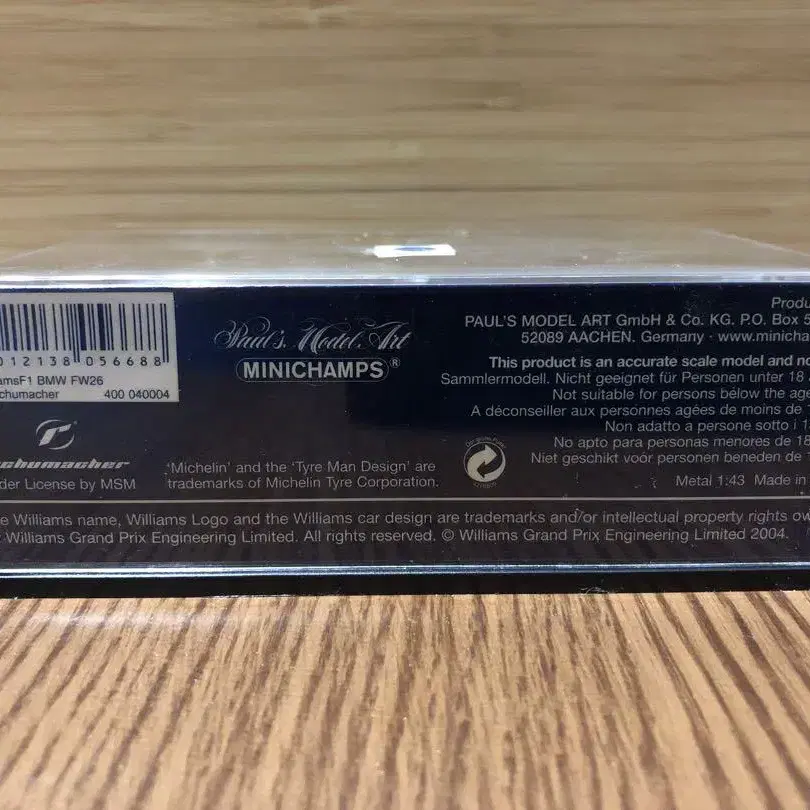 012138 056688
amsF1 BMW FW26
chumacher 400 040004
chumacher
der License by MSM
Paul's Model Art
MINICHAMPS®
'Michelin' and the 'Tyre Man Design' are
trademarks of Michelin Tyre Corporation.
Produ
PAUL'S MODEL ART GmbH & Co. KG. P.O. Box 5
52089 AACHEN. Germany · www.minicha
This product is an accurate scale model and no
Sammlermodell. Nicht geeignet für Personen unter 18
Not suitable for persons below the age
A déconseiller aux personnes agées de moins de
Non adatto a persone sotto i 1
No apto para personas menores de 18
Niet geschikt vóór personen beneden de 1
Metal 1:43 Made in
e Williams name, Williams Logo and the Williams car design are trademarks and/or intellectual property rights ow
Williams Grand Prix Engineering Limited. All rights reserved. © Williams Grand Prix Engineering Limited 2004.